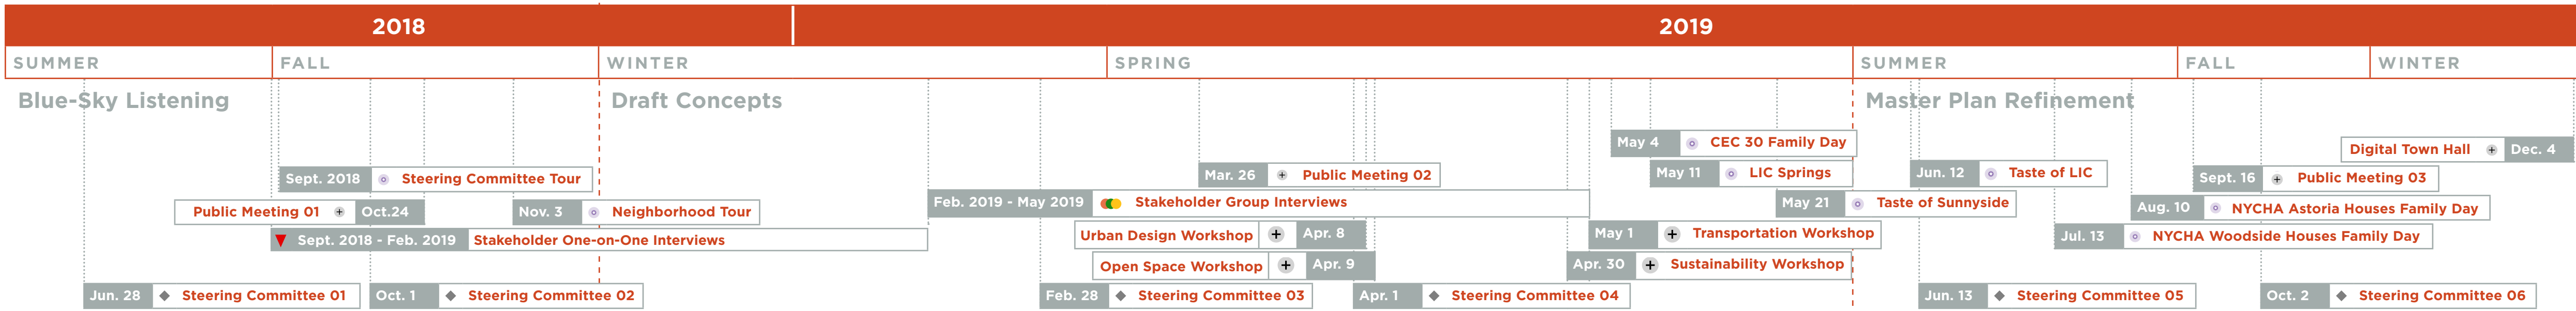 2018
2019
SUMMER
FALL
WINTER
SPRING
SUMMER
FALL
WINTER
Blue-Sky Listening
Draft Concepts
Master Plan Refinement
May 4 CEC 30 Family Day
Digital Town Hall Dec. 4
Sept. 2018 Steering Committee Tour
Mar. 26 Public Meeting 02
May 11 LIC Springs
Jun. 12 Taste of LIC
Sept. 16 Public Meeting 03
Public Meeting 01 Oct.24
Nov. 3 Neighborhood Tour
Feb. 2019 - May 2019 Stakeholder Group Interviews
May 21 Taste of Sunnyside
Aug. 10 NYCHA Astoria Houses Family Day
Sept. 2018 - Feb. 2019 Stakeholder One-on-One Interviews
Urban Design Workshop Apr. 8
May 1 Transportation Workshop
Jul. 13 NYCHA Woodside Houses Family Day
Open Space Workshop Apr. 9
Apr. 30 Sustainability Workshop
Jun. 28 Steering Committee 01
Oct. 1 Steering Committee 02
Feb. 28 Steering Committee 03
Apr. 1 Steering Committee 04
Jun. 13 Steering Committee 05
Oct. 2 Steering Committee 06